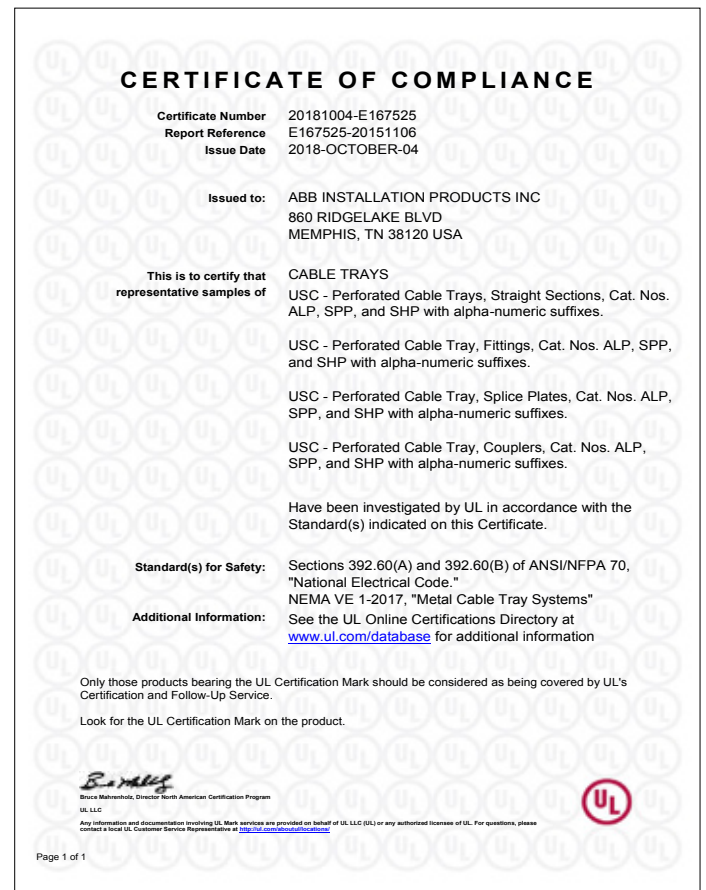 CERTIFICATE OF COMPLIANCE
Certificate Number 20181004-E167525
Report Reference E167525-20151106
Issue Date 2018-OCTOBER-04
Issued to: ABB INSTALLATION PRODUCTS INC
860 RIDGELAKE BLVD
MEMPHIS, TN 38120 USA
This is to certify that CABLE TRAYS
representative samples of USC - Perforated Cable Trays, Straight Sections, Cat. Nos.
ALP, SPP, and SHP with alpha-numeric suffixes.
USC - Perforated Cable Tray, Fittings, Cat. Nos. ALP, SPP,
and SHP with alpha-numeric suffixes.
USC - Perforated Cable Tray, Splice Plates, Cat. Nos. ALP,
SPP, and SHP with alpha-numeric suffixes.
USC - Perforated Cable Tray, Couplers, Cat. Nos. ALP,
SPP, and SHP with alpha-numeric suffixes.
Have been investigated by UL in accordance with the
Standard(s) indicated on this Certificate.
Standard(s) for Safety: Sections 392.60(A) and 392.60(B) of ANSI/NFPA 70,
"National Electrical Code."
NEMA VE 1-2017, "Metal Cable Tray Systems"
Additional Information: See the UL Online Certifications Directory at
www.ul.com/database for additional information
Only those products bearing the UL Certification Mark should be considered as being covered by UL's
Certification and Follow-Up Service.
Look for the UL Certification Mark on the product.
Bruce Mahrenholz, Director North American Certification Program
UL LLC
Any information and documentation involving UL Mark services are provided on behalf of UL LLC (UL) or any authorized licensee of UL. For questions, please
contact a local UL Customer Service Representative at http://ul.com/aboutul/locations/
UL
Page 1 of 1